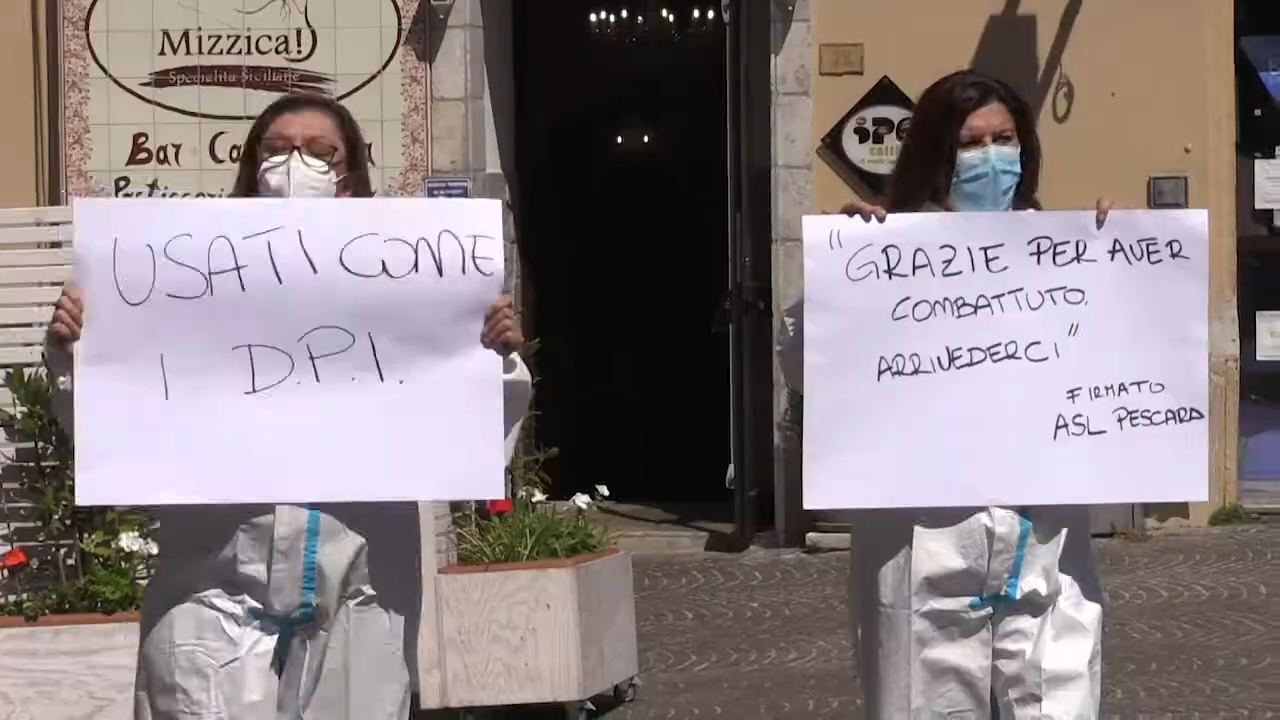 Mizzica!
Specialità Siciliane
Bar
USATI COME
I D.P.I.
"GRAZIE PER AVER
COMBATTUTO.
ARRIVEDERCI"
FIRMATO
ASL PESCARA